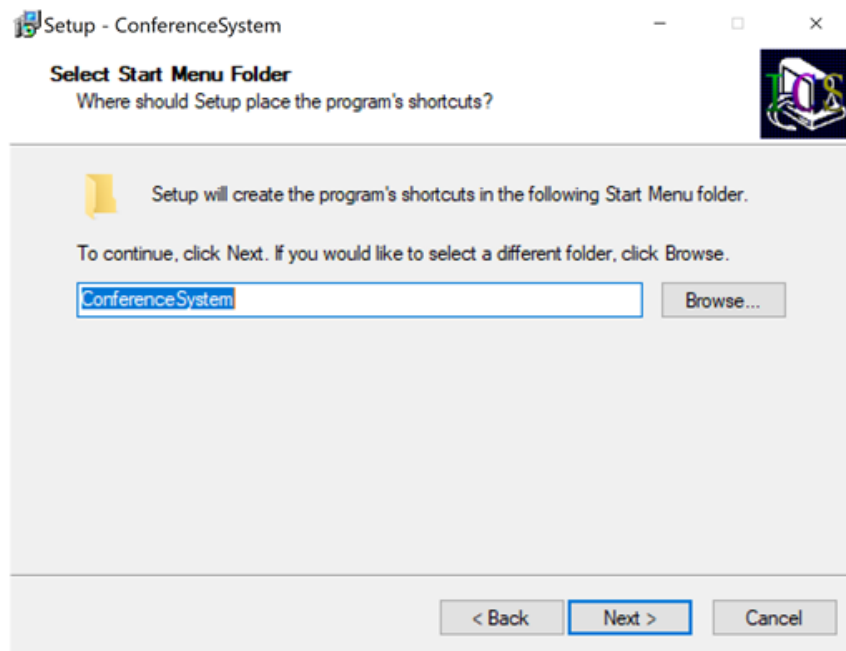 Setup - ConferenceSystem
Select Start Menu Folder
Where should Setup place the program's shortcuts?
ICS
Setup will create the program's shortcuts in the following Start Menu folder.
To continue, click Next. If you would like to select a different folder, click Browse.
ConferenceSystem
Browse...
< Back
Next >
Cancel